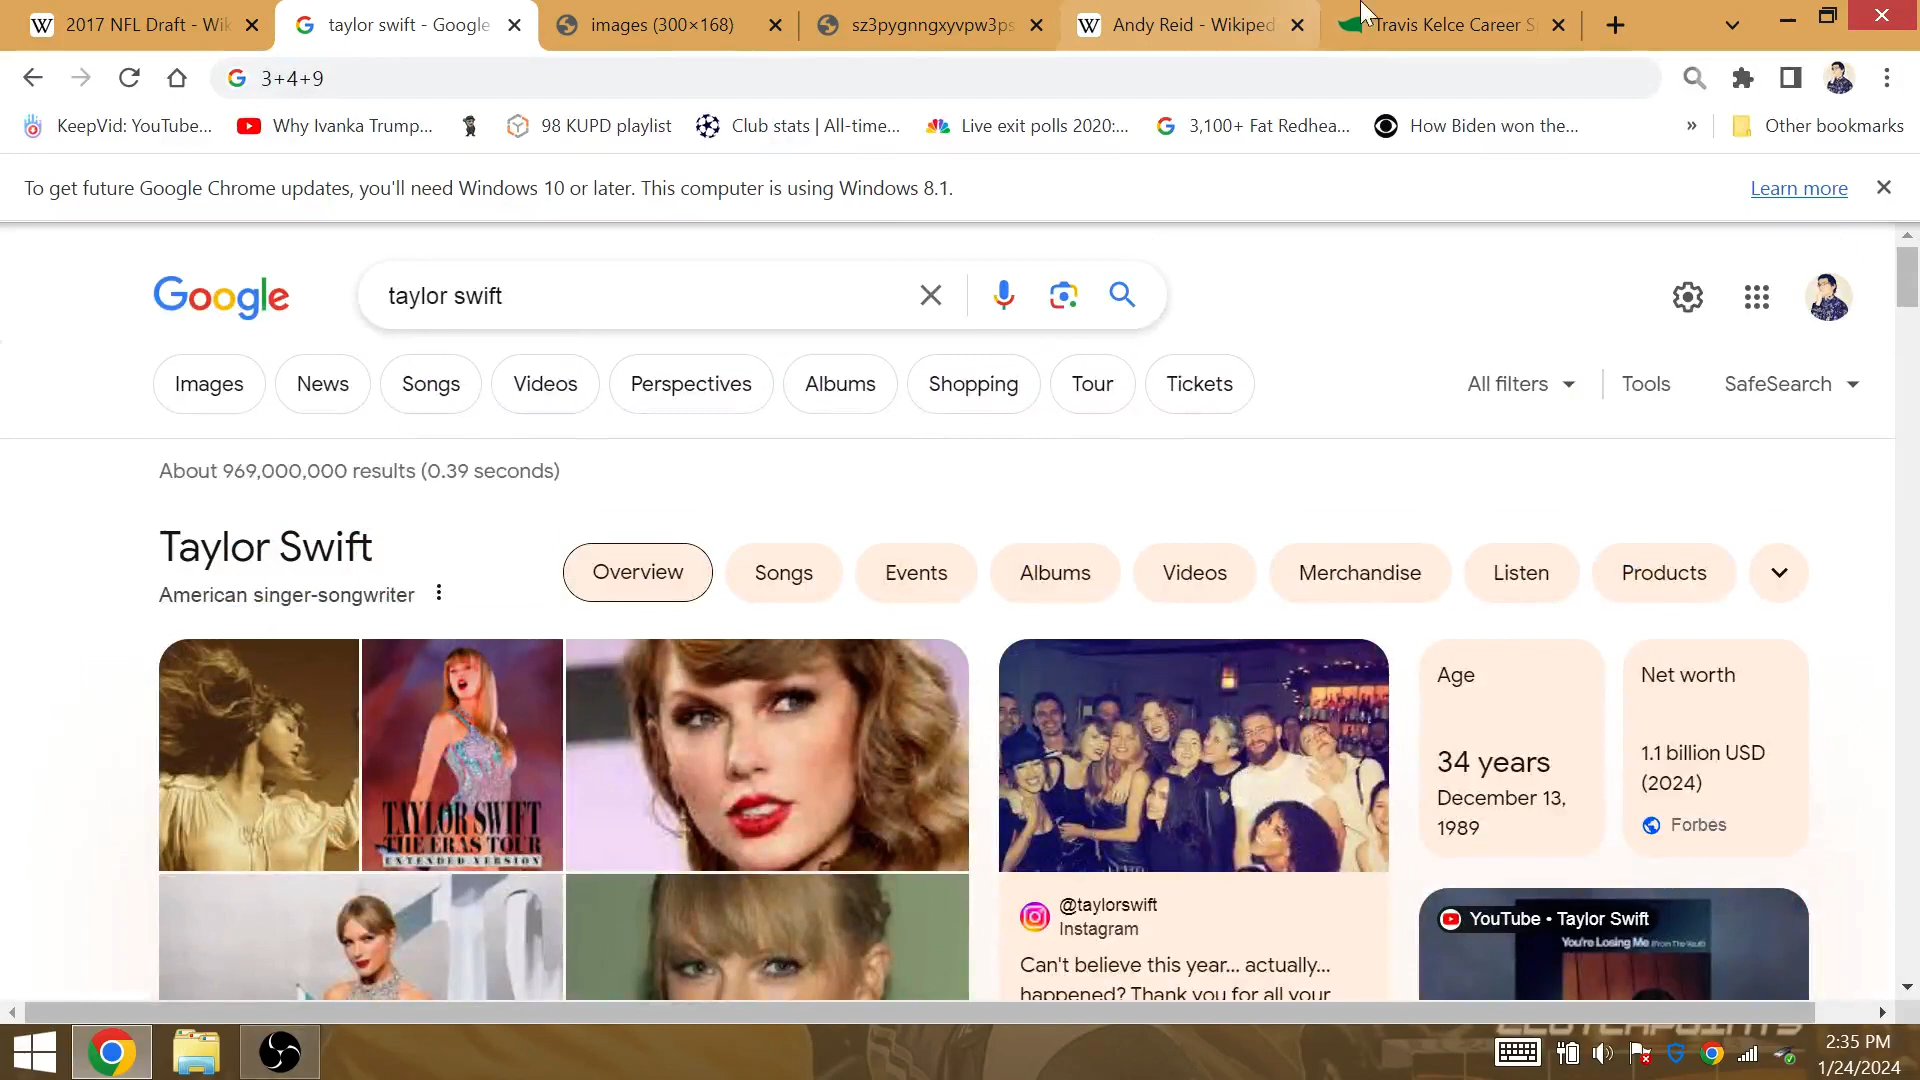 2017 NFL Draft - Wik
taylor swift - Google
images (300×168)
sz3pygnngxyvpw3ps
Andy Reid - Wikiped
Travis Kelce Career S
3+4+9
KeepVid: YouTube...
Why Ivanka Trump...
98 KUPD playlist
Club stats | All-time...
Live exit polls 2020:...
3,100+ Fat Redhea...
How Biden won the...
»
Other bookmarks
To get future Google Chrome updates, you'll need Windows 10 or later. This computer is using Windows 8.1.
Learn more
Google
taylor swift
Images
News
Songs
Videos
Perspectives
Albums
Shopping
Tour
Tickets
All filters
Tools
SafeSearch
About 969,000,000 results (0.39 seconds)
Taylor Swift
American singer-songwriter
Overview
Songs
Events
Albums
Videos
Merchandise
Listen
Products
TAYLOR SWIFT
THE ERAS TOUR
EXTENDED VERSION
@taylorswift
Instagram
Can't believe this year... actually...
happened? Thank you for all your
Age
34 years
December 13,
1989
Net worth
1.1 billion USD
(2024)
Forbes
YouTube • Taylor Swift
You're Losing Me (From The Vault)
CLUTCHPOINTS
2:35 PM
1/24/2024